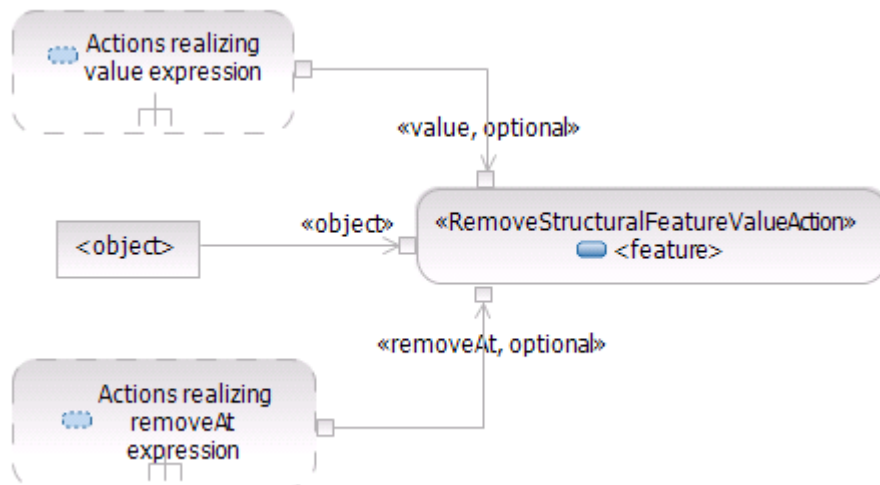 Actions realizing
value expression
«value, optional»
«object»
<object>
«RemoveStructuralFeatureValueAction»
<feature>
«removeAt, optional»
Actions realizing
removeAt
expression